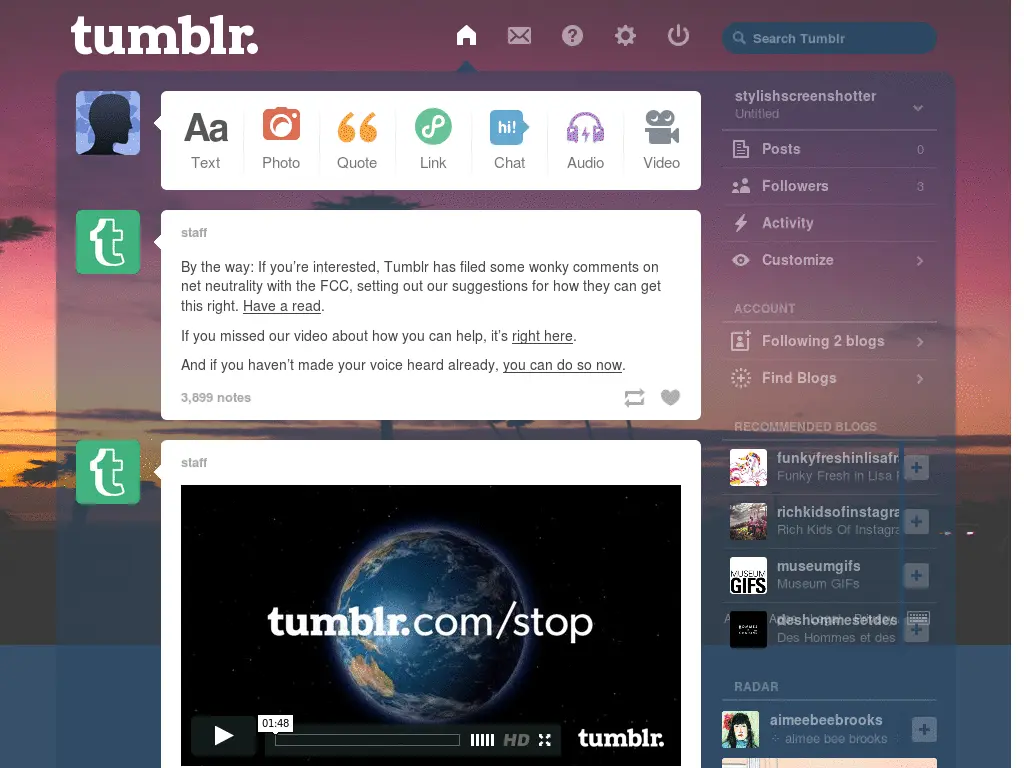 tumblr.
Search Tumblr
Aa
Text
Photo
Quote
Link
hi!
Chat
Audio
Video
staff
By the way: If you’re interested, Tumblr has filed some wonky comments on
net neutrality with the FCC, setting out our suggestions for how they can get
this right. Have a read.
If you missed our video about how you can help, it’s right here.
And if you haven’t made your voice heard already, you can do so now.
3,899 notes
staff
tumblr.com/stop
01:48
HD
tumblr.
stylishscreenshotter
Untitled
Posts 0
Followers 3
Activity
Customize
ACCOUNT
Following 2 blogs
Find Blogs
RECOMMENDED BLOGS
funkyfreshinlisafr
Funky Fresh in Lisa
richkidsofinstagra
Rich Kids Of Instagra
MUSEUM
GIFS
museumgifs
Museum GIFs
deshommesetdes
Des Hommes et des
RADAR
aimeebeebrooks
aimee bee brooks